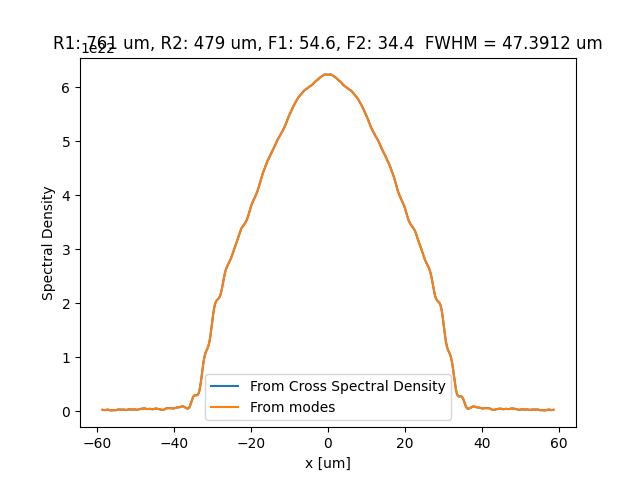 R1: 761 um, R2: 479 um, F1: 54.6, F2: 34.4  FWHM = 47.3912 um
1e22
6
5
4
3
2
1
0
Spectral Density
From Cross Spectral Density
From modes
−60 −40 −20 0 20 40 60
x [um]